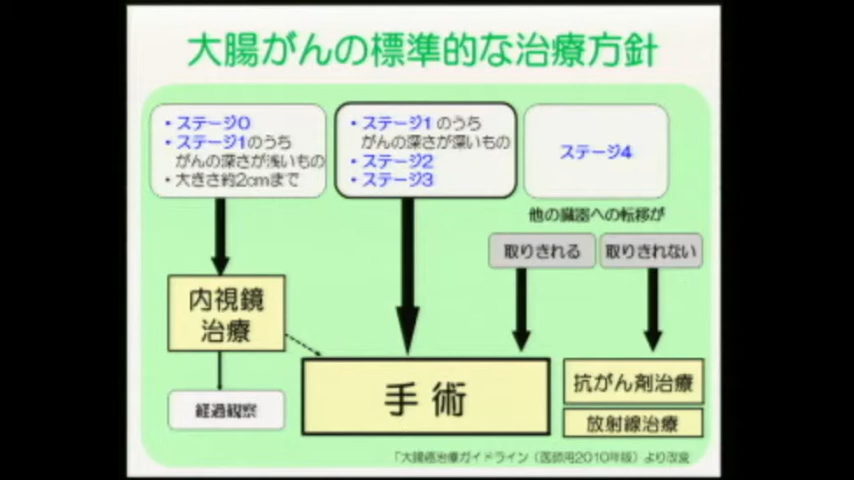 大腸がんの標準的な治療方針
・ステージ0
・ステージ1のうち
がんの深さが浅いもの
・大きさ約2cmまで
・ステージ1のうち
がんの深さが深いもの
・ステージ2
・ステージ3
ステージ4
他の臓器への転移が
取りきれる
取りきれない
内視鏡
治療
経過観察
手術
抗がん剤治療
放射線治療
「大腸癌治療ガイドライン（医師用2010年版）より改変